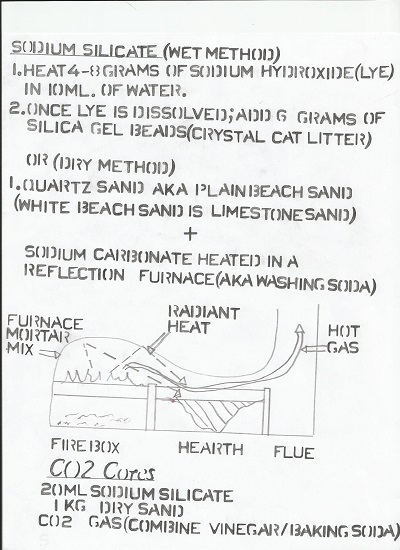 SODIUM SILICATE (WET METHOD)
1.HEAT 4-8 GRAMS OF SODIUM HYDROXIDE(LYE)
IN 10ML. OF WATER.
2.ONCE LYE IS DISSOLVED;ADD 6 GRAMS OF
SILICA GEL BEADS(CRYSTAL CAT LITTER)
OR (DRY METHOD)
1.QUARTZ SAND AKA PLAIN BEACH SAND
(WHITE BEACH SAND IS LIMESTONE SAND)
+
SODIUM CARBONATE HEATED IN A
REFLECTION FURNACE(AKA WASHING SODA)
FURNACE
MORTAR
MIX
RADIANT
HEAT
HOT
GAS
FIREBOX HEARTH FLUE
CO2 Cores
20ML SODIUM SILICATE
1 KG DRY SAND
CO2 GAS(COMBINE VINEGAR/BAKING SODA)